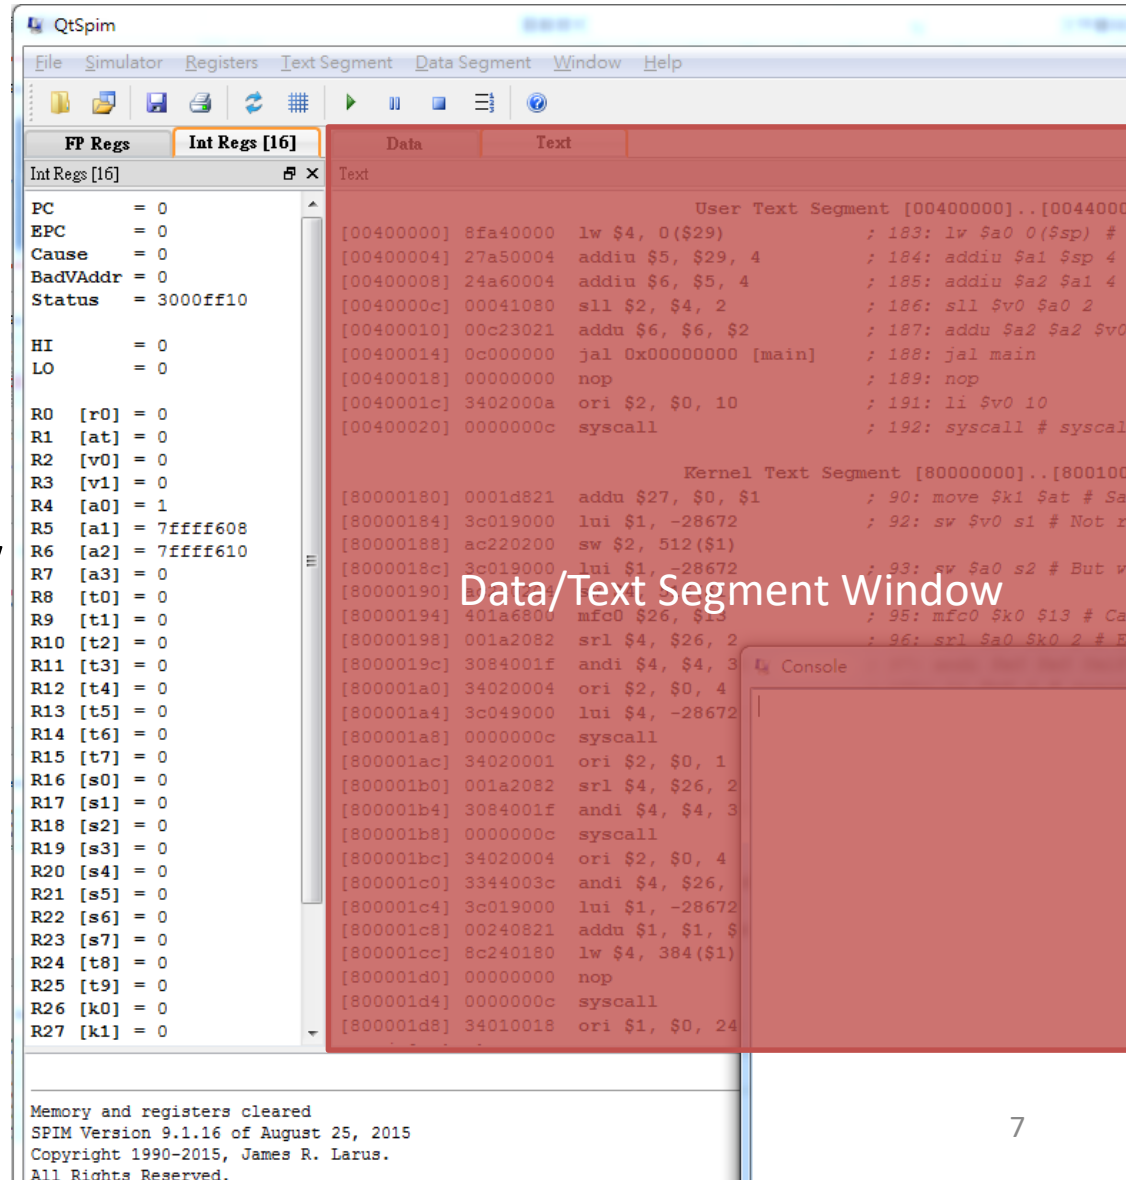 QtSpim
File Simulator Registers Text Segment Data Segment Window Help
FP Regs Int Regs [16] Data Text
Int Regs [16] Text
PC = 0
EPC = 0
Cause = 0
BadVAddr = 0
Status = 3000ff10
HI = 0
LO = 0
R0 [r0] = 0
R1 [at] = 0
R2 [v0] = 0
R3 [v1] = 0
R4 [a0] = 1
R5 [a1] = 7ffff608
R6 [a2] = 7ffff610
R7 [a3] = 0
R8 [t0] = 0
R9 [t1] = 0
R10 [t2] = 0
R11 [t3] = 0
R12 [t4] = 0
R13 [t5] = 0
R14 [t6] = 0
R15 [t7] = 0
R16 [s0] = 0
R17 [s1] = 0
R18 [s2] = 0
R19 [s3] = 0
R20 [s4] = 0
R21 [s5] = 0
R22 [s6] = 0
R23 [s7] = 0
R24 [t8] = 0
R25 [t9] = 0
R26 [k0] = 0
R27 [k1] = 0
User Text Segment [00400000]..[0044000
[00400000] 8fa40000 lw $4, 0($29) ; 183: lw $a0 0($sp) #
[00400004] 27a50004 addiu $5, $29, 4 ; 184: addiu $a1 $sp 4
[00400008] 24a60004 addiu $6, $5, 4 ; 185: addiu $a2 $a1 4
[0040000c] 00041080 sll $2, $4, 2 ; 186: sll $v0 $a0 2
[00400010] 00c23021 addu $6, $6, $2 ; 187: addu $a2 $a2 $v0
[00400014] 0c000000 jal 0x00000000 [main] ; 188: jal main
[00400018] 00000000 nop ; 189: nop
[0040001c] 3402000a ori $2, $0, 10 ; 191: li $v0 10
[00400020] 0000000c syscall ; 192: syscall # syscal
Kernel Text Segment [80000000]..[800100
[80000180] 0001d821 addu $27, $0, $1 ; 90: move $k1 $at # Sa
[80000184] 3c019000 lui $1, -28672 ; 92: sw $v0 s1 # Not r
[80000188] ac220200 sw $2, 512($1)
[8000018c] 3c019000 lui $1, -28672 ; 93: sw $a0 s2 # But w
[80000190]
Data/Text Segment Window
[80000194] 401a6800 mfc0 $26, $13 ; 95: mfc0 $k0 $13 # Ca
[80000198] 001a2082 srl $4, $26, 2 ; 96: srl $a0 $k0 2 # E
[8000019c] 3084001f andi $4, $4, 3
[800001a0] 34020004 ori $2, $0, 4
[800001a4] 3c049000 lui $4, -28672
[800001a8] 0000000c syscall
[800001ac] 34020001 ori $2, $0, 1
[800001b0] 001a2082 srl $4, $26, 2
[800001b4] 3084001f andi $4, $4, 3
[800001b8] 0000000c syscall
[800001bc] 34020004 ori $2, $0, 4
[800001c0] 3344003c andi $4, $26,
[800001c4] 3c019000 lui $1, -28672
[800001c8] 00240821 addu $1, $1, $
[800001cc] 8c240180 lw $4, 384($1)
[800001d0] 00000000 nop
[800001d4] 0000000c syscall
[800001d8] 34010018 ori $1, $0, 24
Console
Memory and registers cleared
SPIM Version 9.1.16 of August 25, 2015
Copyright 1990-2015, James R. Larus.
All Rights Reserved.
7